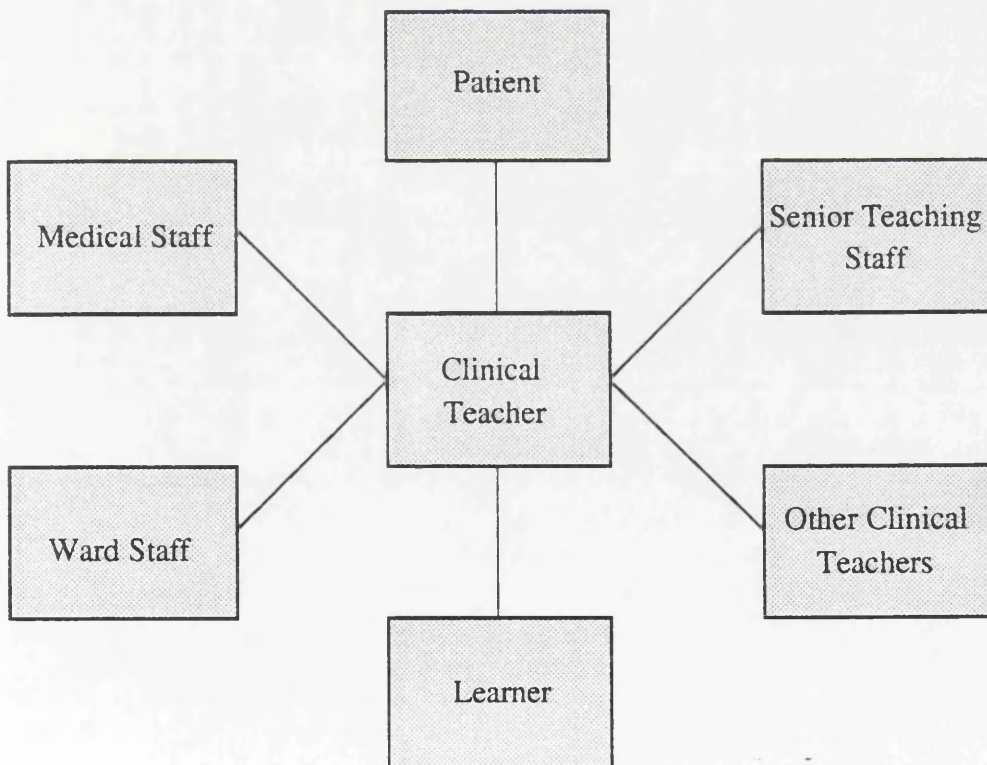 Patient
Medical Staff
Senior Teaching
Staff
Clinical
Teacher
Ward Staff
Other Clinical
Teachers
Learner